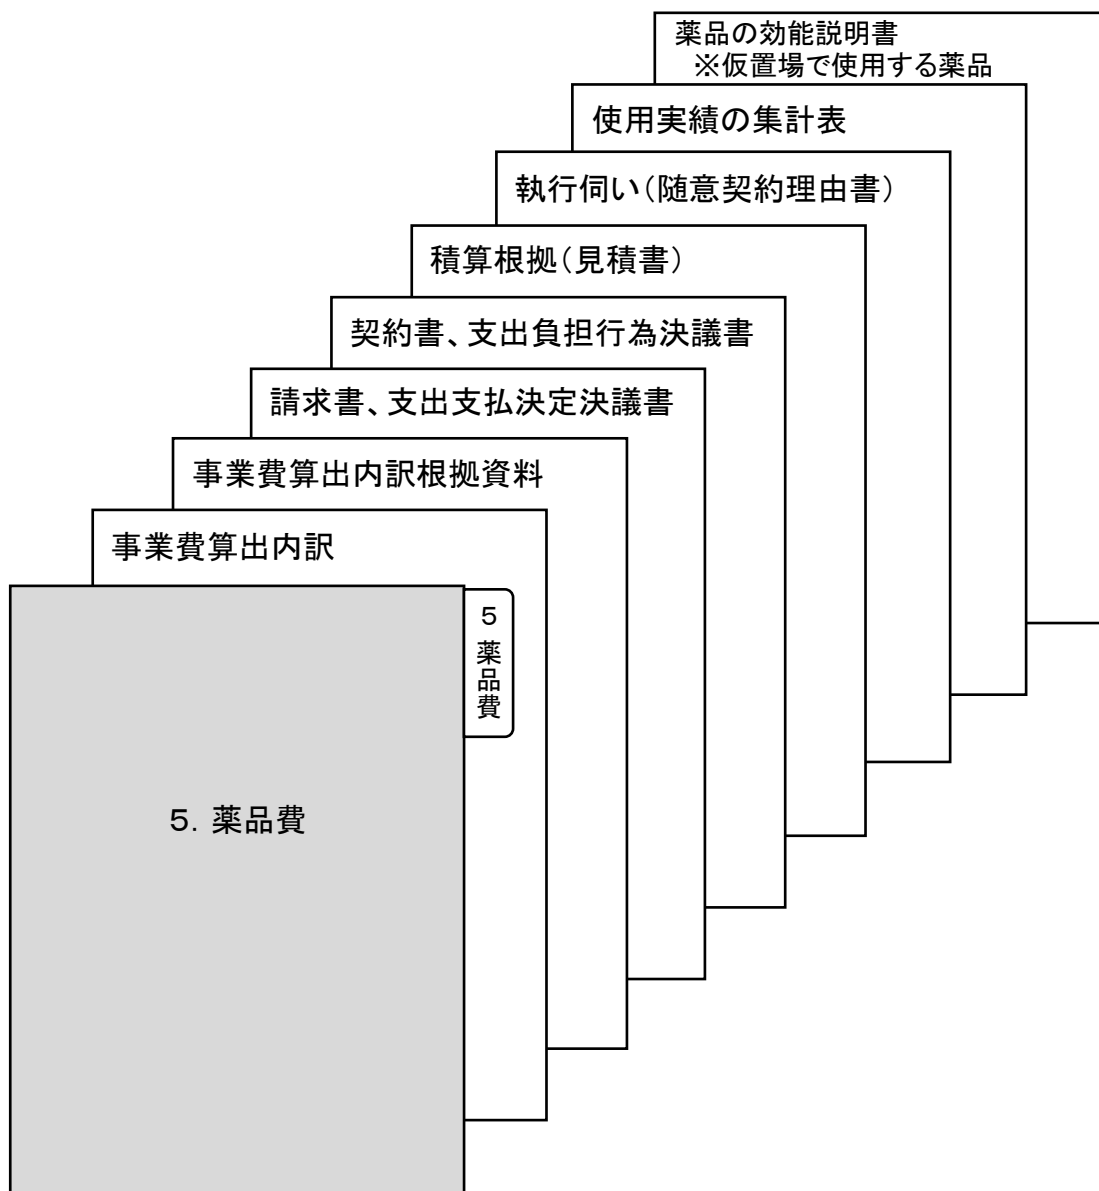 薬品の効能説明書
※仮置場で使用する薬品
使用実績の集計表
執行伺い(随意契約理由書)
積算根拠(見積書)
契約書、支出負担行為決議書
請求書、支出支払決定決議書
事業費算出内訳根拠資料
事業費算出内訳
5薬品費
5. 薬品費